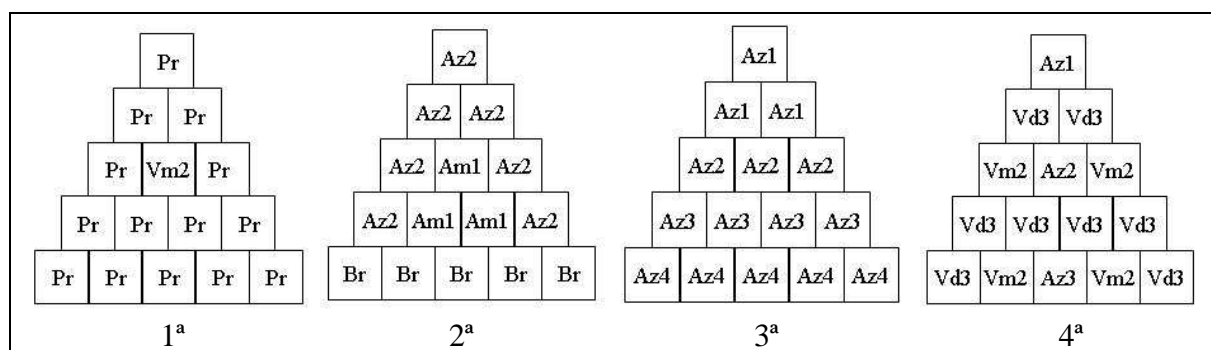 Pr
Pr Pr
Pr Vm2 Pr
Pr Pr Pr Pr
Pr Pr Pr Pr Pr
1ª
Az2
Az2 Az2
Az2 Am1 Az2
Az2 Am1 Am1 Az2
Br Br Br Br Br
2ª
Az1
Az1 Az1
Az2 Az2 Az2
Az3 Az3 Az3 Az3
Az4 Az4 Az4 Az4 Az4
3ª
Az1
Vd3 Vd3
Vm2 Az2 Vm2
Vd3 Vd3 Vd3 Vd3
Vd3 Vm2 Az3 Vm2 Vd3
4ª